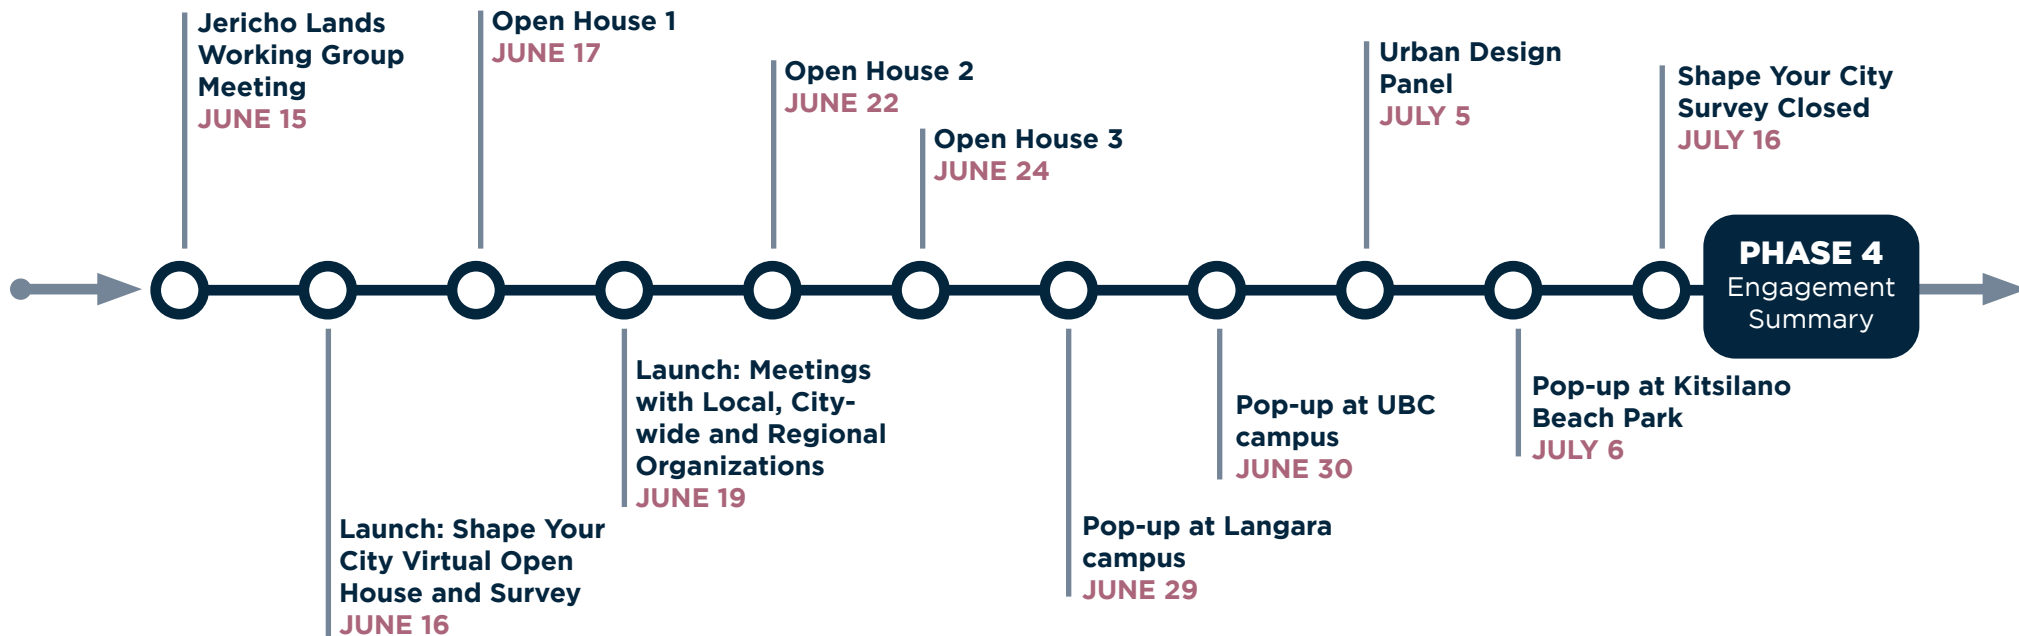 Jericho Lands
Working Group
Meeting
JUNE 15
Launch: Shape Your
City Virtual Open
House and Survey
JUNE 16
Open House 1
JUNE 17
Launch: Meetings
with Local, City-
wide and Regional
Organizations
JUNE 19
Open House 2
JUNE 22
Open House 3
JUNE 24
Pop-up at Langara
campus
JUNE 29
Pop-up at UBC
campus
JUNE 30
Urban Design
Panel
JULY 5
Pop-up at Kitsilano
Beach Park
JULY 6
Shape Your City
Survey Closed
JULY 16
PHASE 4
Engagement
Summary